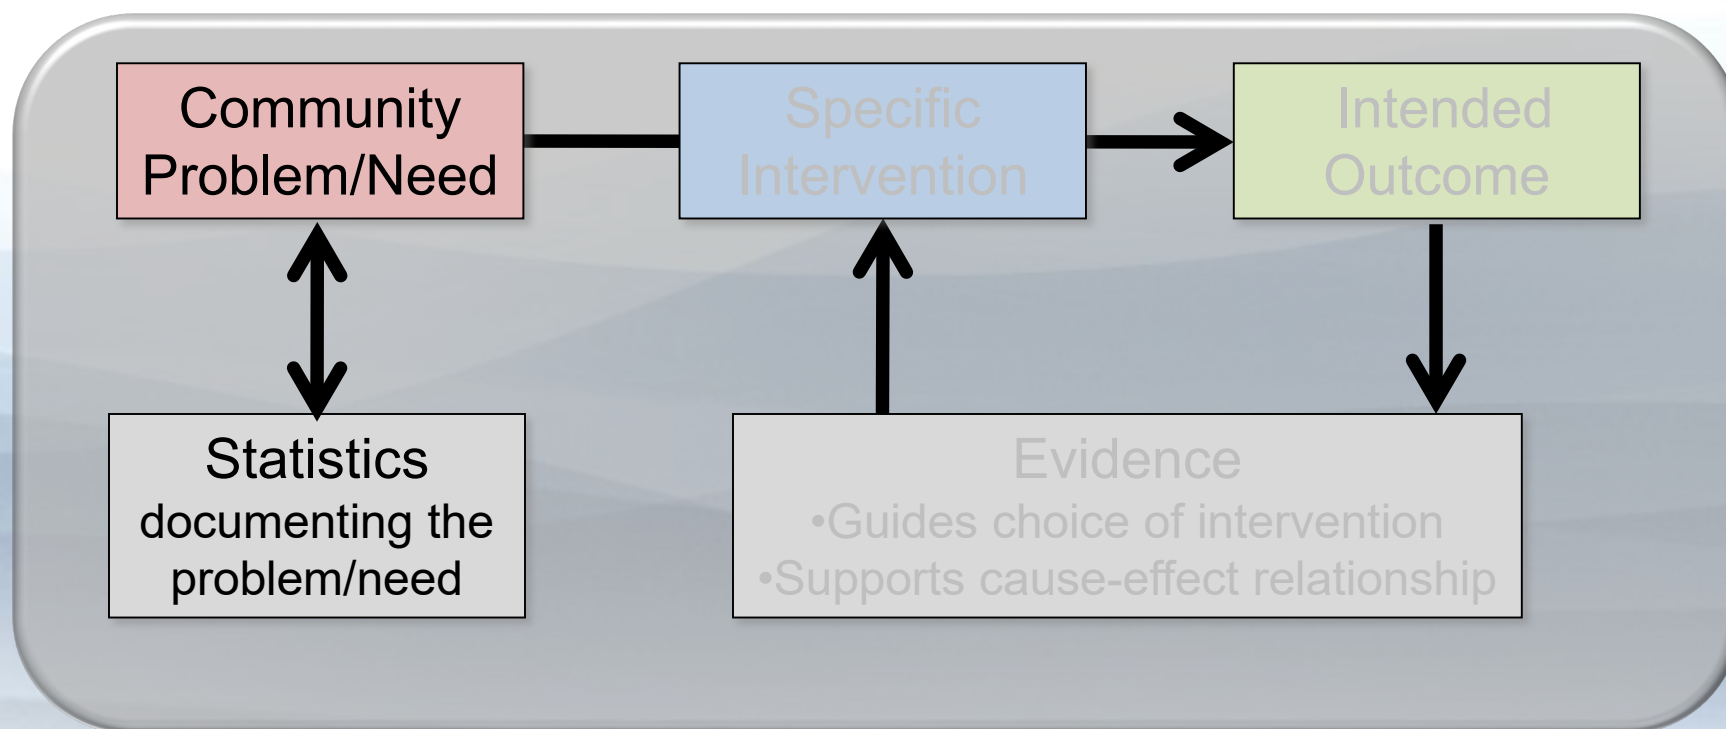 Community
Problem/Need
Specific
Intervention
Intended
Outcome
Statistics
documenting the
problem/need
Evidence
•Guides choice of intervention
•Supports cause-effect relationship